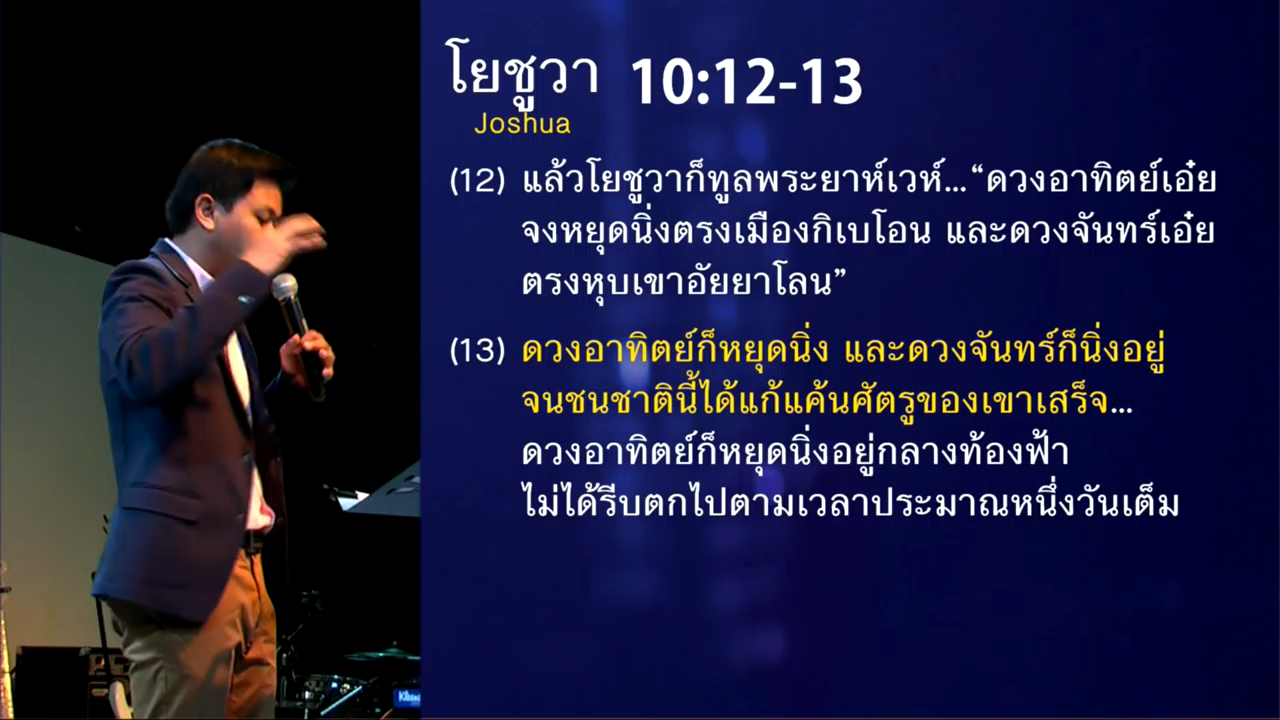 โยชูวา 10:12-13
Joshua
(12) แล้วโยชูวาก็ทูลพระยาห์เวห์...“ดวงอาทิตย์เอ๋ย
จงหยุดนิ่งตรงเมืองกิเบโอน และดวงจันทร์เอ๋ย
ตรงหุบเขาอัยยาโลน”
(13) ดวงอาทิตย์ก็หยุดนิ่ง และดวงจันทร์ก็นิ่งอยู่
จนชนชาตินี้ได้แก้แค้นศัตรูของเขาเสร็จ...
ดวงอาทิตย์ก็หยุดนิ่งอยู่กลางท้องฟ้า
ไม่ได้รีบตกไปตามเวลาประมาณหนึ่งวันเต็ม